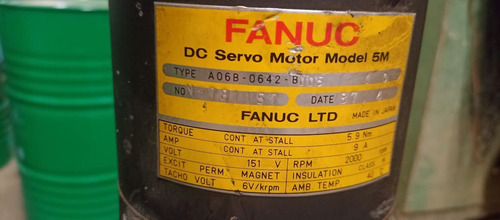 FANUC
DC Servo Motor Model 5M
TYPE A06B-0642-B
NO DATE
FANUC LTD MADE IN JAPAN
TORQUE CONT AT STALL 5.9 Nm
AMP CONT AT STALL 9 A
VOLT 151 V RPM 2000
EXCIT PERM MAGNET INSULATION CLASS
TACHO VOLT 6V/krpm AMB TEMP 40